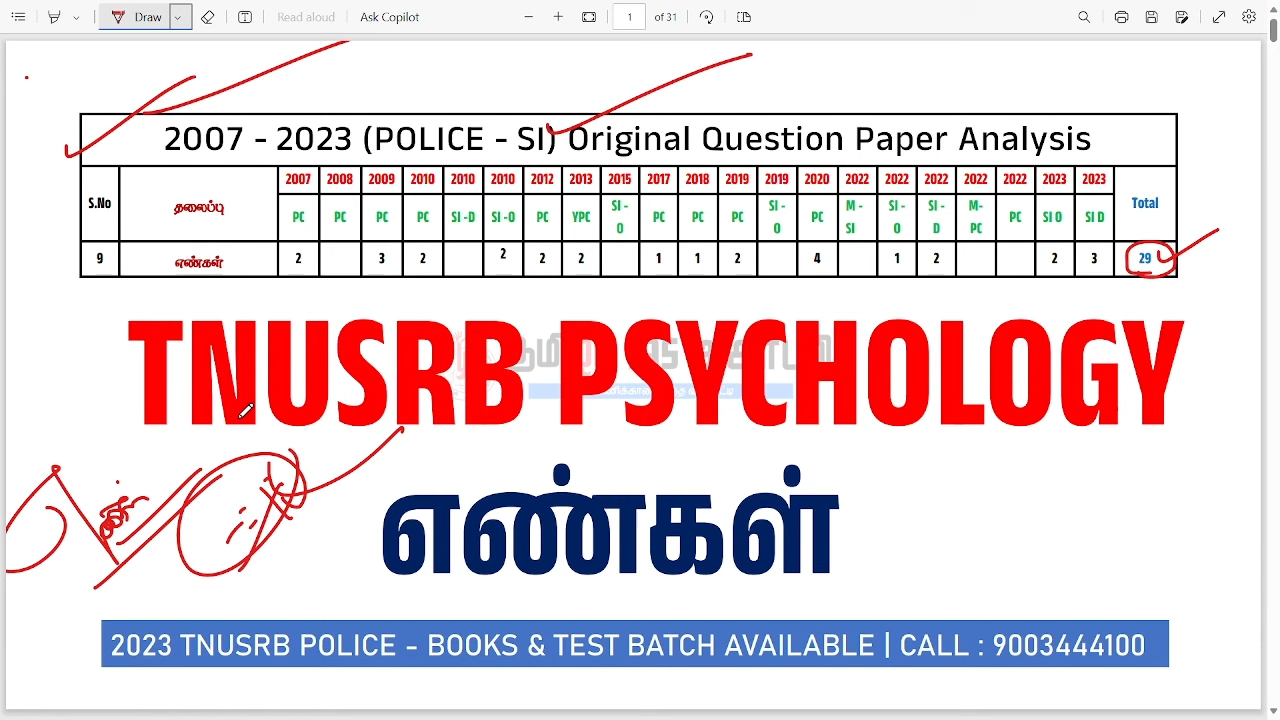 Draw
Read aloud
Ask Copilot
1 of 31
2007 - 2023 (POLICE - SI) Original Question Paper Analysis
S.No தலைப்பு 2007 2008 2009 2010 2010 2010 2012 2013 2015 2017 2018 2019 2019 2020 2022 2022 2022 2022 2022 2023 2023 Total
PC PC PC PC SI -D SI -O PC YPC SI - O PC PC PC SI - O PC M - SI SI - O SI - D M- PC PC SI O SI D
9 எண்கள் 2 3 2 2 2 2 1 1 2 4 1 2 2 3 29
TNUSRB PSYCHOLOGY
எண்கள்
2023 TNUSRB POLICE - BOOKS & TEST BATCH AVAILABLE | CALL : 9003444100